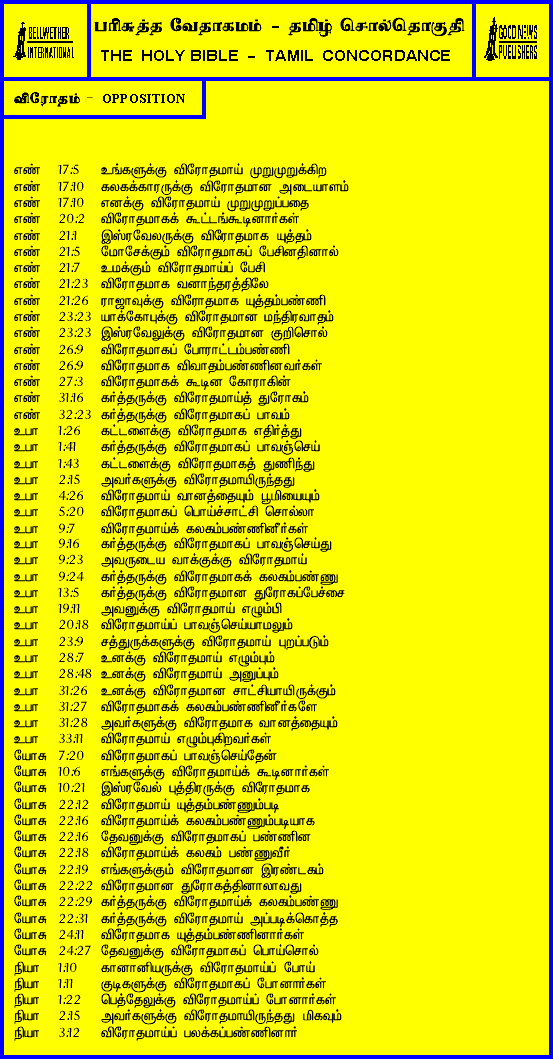 BELLWETHER
INTERNATIONAL
பரிசுத்த வேதாகமம் - தமிழ் சொல்தொகுதி
THE HOLY BIBLE - TAMIL CONCORDANCE
GOOD NEWS
PUBLISHERS
விரோதம் - OPPOSITION
எண் 17:5 உங்களுக்கு விரோதமாய் முறுமுறுக்கிற
எண் 17:10 கலகக்காரருக்கு விரோதமான அடையாளம்
எண் 17:10 எனக்கு விரோதமாய் முறுமுறுப்பதை
எண் 20:2 விரோதமாகக் கூட்டங்கூடினார்கள்
எண் 21:1 இஸ்ரவேலருக்கு விரோதமாக யுத்தம்
எண் 21:5 மோசேக்கும் விரோதமாகப் பேசினதினால்
எண் 21:7 உமக்கும் விரோதமாய்ப் பேசி
எண் 21:23 விரோதமாக வனாந்தரத்திலே
எண் 21:26 ராஜாவுக்கு விரோதமாக யுத்தம்பண்ணி
எண் 23:23 யாக்கோபுக்கு விரோதமான மந்திரவாதம்
எண் 23:23 இஸ்ரவேலுக்கு விரோதமான குறிசொல்
எண் 26:9 விரோதமாகப் போராட்டம்பண்ணி
எண் 26:9 விரோதமாக விவாதம்பண்ணினவர்கள்
எண் 27:3 விரோதமாகக் கூடின கோராகின்
எண் 31:16 கர்த்தருக்கு விரோதமாய்த் துரோகம்
எண் 32:23 கர்த்தருக்கு விரோதமாகப் பாவம்
உபா 1:26 கட்டளைக்கு விரோதமாக எதிர்த்து
உபா 1:41 கர்த்தருக்கு விரோதமாகப் பாவஞ்செய்
உபா 1:43 கட்டளைக்கு விரோதமாகத் துணிந்து
உபா 2:15 அவர்களுக்கு விரோதமாயிருந்தது
உபா 4:26 விரோதமாய் வானத்தையும் பூமியையும்
உபா 5:20 விரோதமாகப் பொய்ச்சாட்சி சொல்லா
உபா 9:7 விரோதமாய்க் கலகம்பண்ணினீர்கள்
உபா 9:16 கர்த்தருக்கு விரோதமாகப் பாவஞ்செய்து
உபா 9:23 அவருடைய வாக்குக்கு விரோதமாய்
உபா 9:24 கர்த்தருக்கு விரோதமாகக் கலகம்பண்ணு
உபா 13:5 கர்த்தருக்கு விரோதமான துரோகப்பேச்சை
உபா 19:11 அவனுக்கு விரோதமாய் எழும்பி
உபா 20:18 விரோதமாய்ப் பாவஞ்செய்யாமலும்
உபா 23:9 சத்துருக்களுக்கு விரோதமாய் புறப்படும்
உபா 28:7 உனக்கு விரோதமாய் எழும்பும்
உபா 28:48 உனக்கு விரோதமாய் அனுப்பும்
உபா 31:26 உனக்கு விரோதமான சாட்சியாயிருக்கும்
உபா 31:27 விரோதமாகக் கலகம்பண்ணினீர்களே
உபா 31:28 அவர்களுக்கு விரோதமாக வானத்தையும்
உபா 33:11 விரோதமாய் எழும்புகிறவர்கள்
யோசு 7:20 விரோதமாகப் பாவஞ்செய்தேன்
யோசு 10:6 எங்களுக்கு விரோதமாய்க் கூடினார்கள்
யோசு 10:21 இஸ்ரவேல் புத்திரருக்கு விரோதமாக
யோசு 22:12 விரோதமாய் யுத்தம்பண்ணும்படி
யோசு 22:16 விரோதமாய்க் கலகம்பண்ணும்படியாக
யோசு 22:16 தேவனுக்கு விரோதமாகப் பண்ணின
யோசு 22:18 விரோதமாய்க் கலகம் பண்ணுவீர்
யோசு 22:19 எங்களுக்கும் விரோதமான இரண்டகம்
யோசு 22:22 விரோதமான துரோகத்தினாலாவது
யோசு 22:29 கர்த்தருக்கு விரோதமாய்க் கலகம்பண்ணு
யோசு 22:31 கர்த்தருக்கு விரோதமாய் அப்படிக்கொத்த
யோசு 24:11 விரோதமாக யுத்தம்பண்ணினார்கள்
யோசு 24:27 தேவனுக்கு விரோதமாகப் பொய்சொல்
நியா 1:10 கானானியருக்கு விரோதமாய்ப் போய்
நியா 1:11 குடிகளுக்கு விரோதமாகப் போனார்கள்
நியா 1:22 பெத்தேலுக்கு விரோதமாய்ப் போனார்கள்
நியா 2:15 அவர்களுக்கு விரோதமாயிருந்தது மிகவும்
நியா 3:12 விரோதமாய்ப் பலக்கப்பண்ணினார்